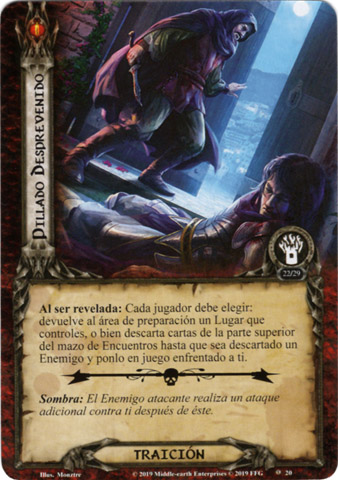 Pillado Desprevenido
22/29
Al ser revelada: Cada jugador debe elegir:
devuelve al área de preparación un Lugar que
controles, o bien descarta cartas de la parte superior
del mazo de Encuentros hasta que sea descartado un
Enemigo y ponlo en juego enfrentado a ti.
Sombra: El Enemigo atacante realiza un ataque
adicional contra ti después de éste.
TRAICIÓN
Illus. Monztre © 2019 Middle-earth Enterprises © 2019 FFG 20